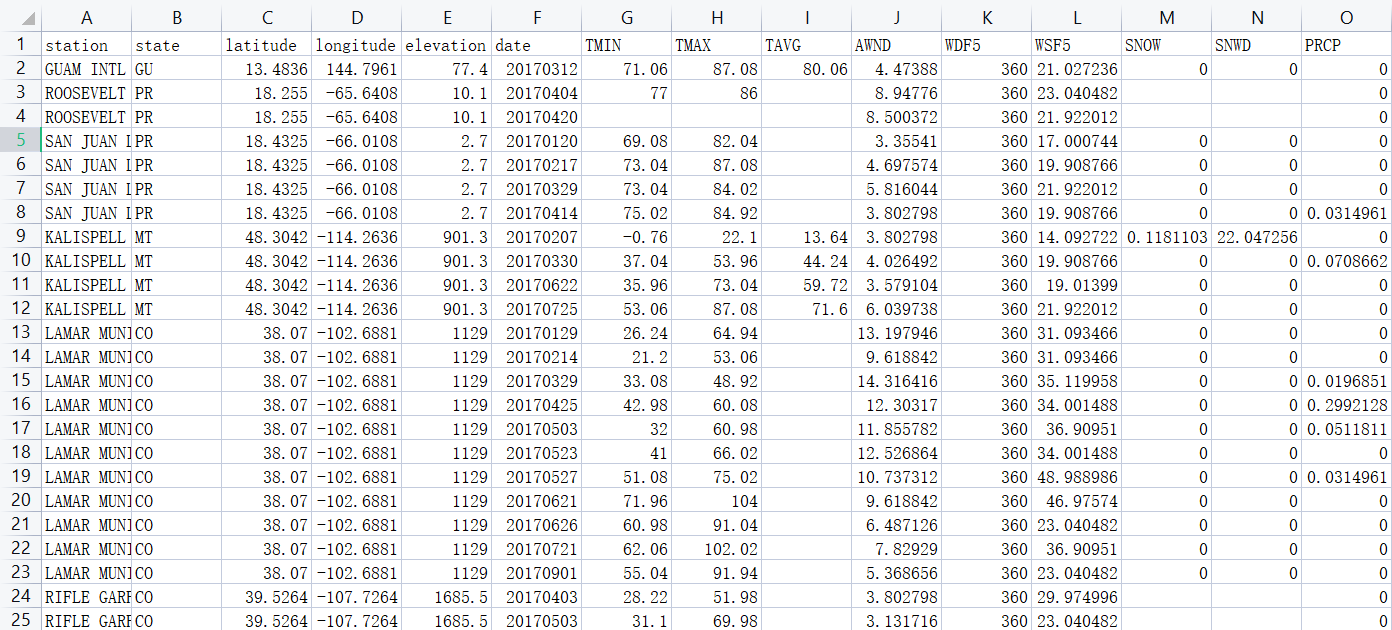 A B C D E F G H I J K L M N O
1 station state latitude longitude elevation date TMIN TMAX TAVG AWND WDF5 WSF5 SNOW SNWD PRCP
2 GUAM INTL GU 13.4836 144.7961 77.4 20170312 71.06 87.08 80.06 4.47388 360 21.027236 0 0 0
3 ROOSEVELT PR 18.255 -65.6408 10.1 20170404 77 86 8.94776 360 23.040482 0
4 ROOSEVELT PR 18.255 -65.6408 10.1 20170420 8.500372 360 21.922012 0
5 SAN JUAN I PR 18.4325 -66.0108 2.7 20170120 69.08 82.04 3.35541 360 17.000744 0 0 0
6 SAN JUAN I PR 18.4325 -66.0108 2.7 20170217 73.04 87.08 4.697574 360 19.908766 0 0 0
7 SAN JUAN I PR 18.4325 -66.0108 2.7 20170329 73.04 84.02 5.816044 360 21.922012 0 0 0
8 SAN JUAN I PR 18.4325 -66.0108 2.7 20170414 75.02 84.92 3.802798 360 19.908766 0 0 0.0314961
9 KALISPELL MT 48.3042 -114.2636 901.3 20170207 -0.76 22.1 13.64 3.802798 360 14.092722 0.1181103 22.047256 0
10 KALISPELL MT 48.3042 -114.2636 901.3 20170330 37.04 53.96 44.24 4.026492 360 19.908766 0 0 0.0708662
11 KALISPELL MT 48.3042 -114.2636 901.3 20170622 35.96 73.04 59.72 3.579104 360 19.01399 0 0 0
12 KALISPELL MT 48.3042 -114.2636 901.3 20170725 53.06 87.08 71.6 6.039738 360 21.922012 0 0 0
13 LAMAR MUNI CO 38.07 -102.6881 1129 20170129 26.24 64.94 13.197946 360 31.093466 0 0 0
14 LAMAR MUNI CO 38.07 -102.6881 1129 20170214 21.2 53.06 9.618842 360 31.093466 0 0 0
15 LAMAR MUNI CO 38.07 -102.6881 1129 20170329 33.08 48.92 14.316416 360 35.119958 0 0 0.0196851
16 LAMAR MUNI CO 38.07 -102.6881 1129 20170425 42.98 60.08 12.30317 360 34.001488 0 0 0.2992128
17 LAMAR MUNI CO 38.07 -102.6881 1129 20170503 32 60.98 11.855782 360 36.90951 0 0 0.0511811
18 LAMAR MUNI CO 38.07 -102.6881 1129 20170523 41 66.02 12.526864 360 34.001488 0 0 0
19 LAMAR MUNI CO 38.07 -102.6881 1129 20170527 51.08 75.02 10.737312 360 48.988986 0 0 0.0314961
20 LAMAR MUNI CO 38.07 -102.6881 1129 20170621 71.96 104 9.618842 360 46.97574 0 0 0
21 LAMAR MUNI CO 38.07 -102.6881 1129 20170626 60.98 91.04 6.487126 360 23.040482 0 0 0
22 LAMAR MUNI CO 38.07 -102.6881 1129 20170721 62.06 102.02 7.82929 360 36.90951 0 0 0
23 LAMAR MUNI CO 38.07 -102.6881 1129 20170901 55.04 91.94 5.368656 360 23.040482 0 0 0
24 RIFLE GARF CO 39.5264 -107.7264 1685.5 20170403 28.22 51.98 3.802798 360 29.974996 0
25 RIFLE GARF CO 39.5264 -107.7264 1685.5 20170503 31.1 69.98 3.131716 360 23.040482 0